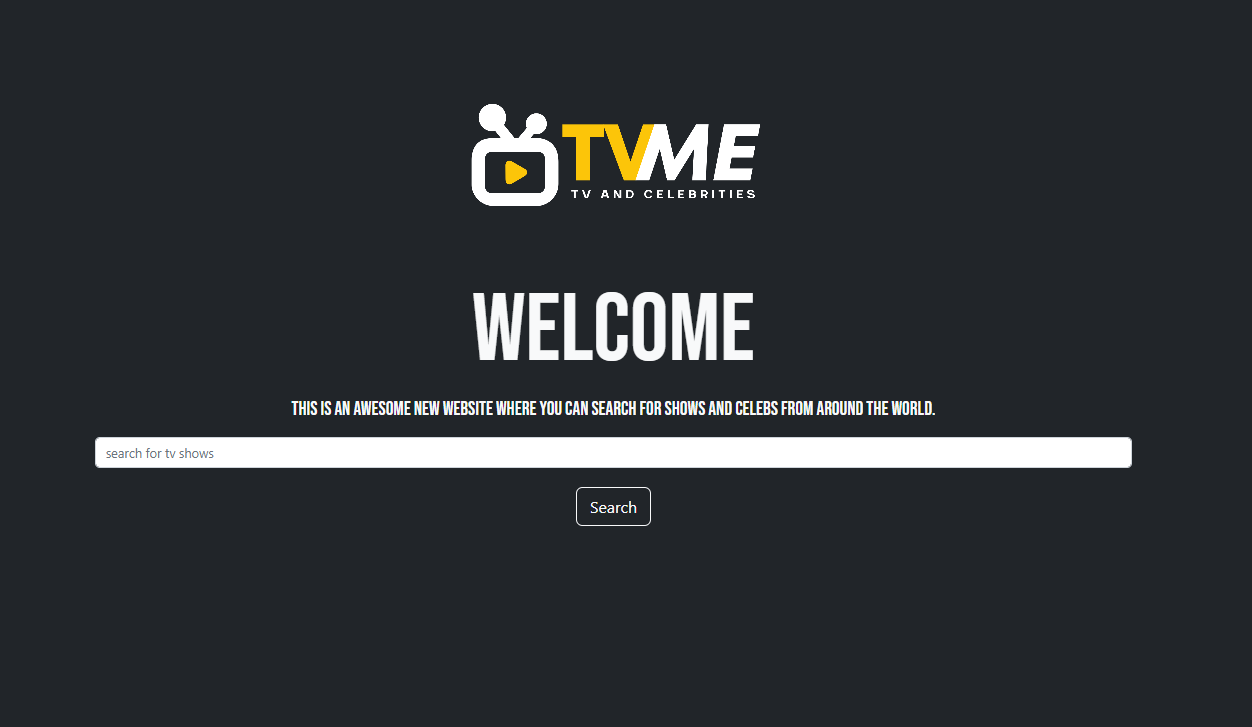 TVME
TV AND CELEBRITIES
WELCOME
THIS IS AN AWESOME NEW WEBSITE WHERE YOU CAN SEARCH FOR SHOWS AND CELEBS FROM AROUND THE WORLD.
search for tv shows
Search